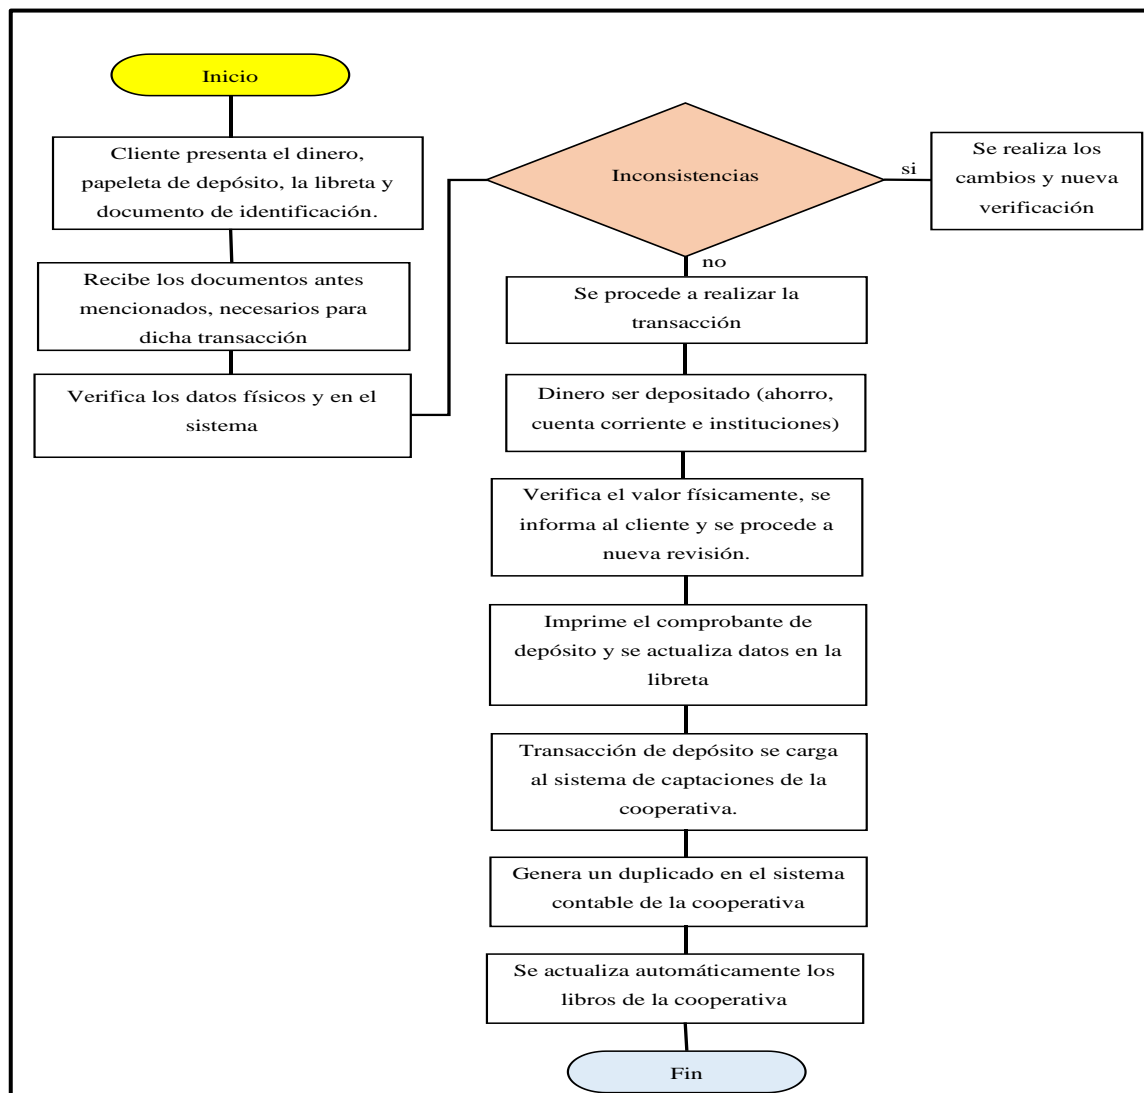 Inicio
Cliente presenta el dinero,
papeleta de depósito, la libreta y
documento de identificación.
Recibe los documentos antes
mencionados, necesarios para
dicha transacción
Verifica los datos físicos y en el
sistema
Inconsistencias
si
Se realiza los
cambios y nueva
verificación
no
Se procede a realizar la
transacción
Dinero ser depositado (ahorro,
cuenta corriente e instituciones)
Verifica el valor físicamente, se
informa al cliente y se procede a
nueva revisión.
Imprime el comprobante de
depósito y se actualiza datos en la
libreta
Transacción de depósito se carga
al sistema de captaciones de la
cooperativa.
Genera un duplicado en el sistema
contable de la cooperativa
Se actualiza automáticamente los
libros de la cooperativa
Fin